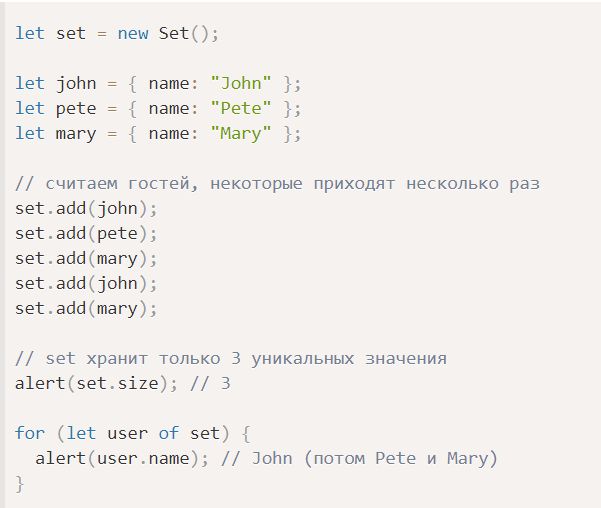 let set = new Set();
let john = { name: "John" };
let pete = { name: "Pete" };
let mary = { name: "Mary" };
// считаем гостей, некоторые приходят несколько раз
set.add(john);
set.add(pete);
set.add(mary);
set.add(john);
set.add(mary);
// set хранит только 3 уникальных значения
alert(set.size); // 3
for (let user of set) {
  alert(user.name); // John (потом Pete и Mary)
}